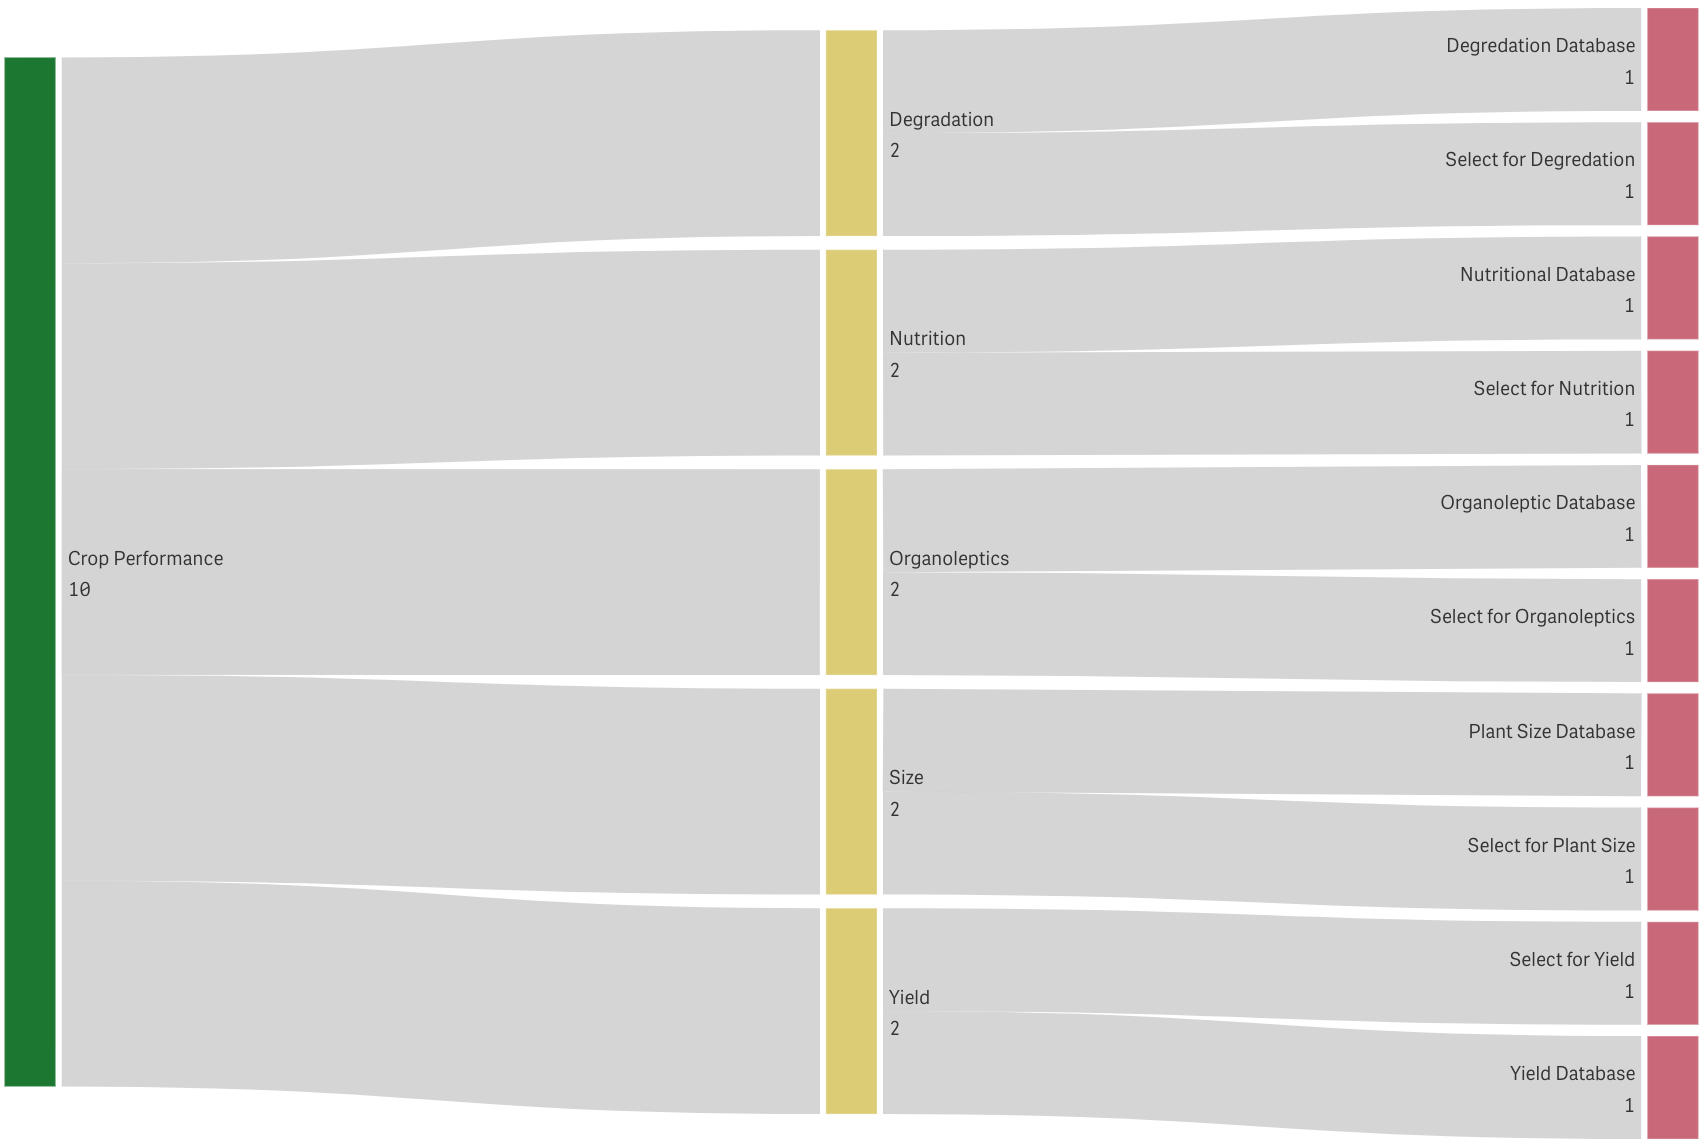 Crop Performance
10
Degradation
2
Nutrition
2
Organoleptics
2
Size
2
Yield
2
Degredation Database
1
Select for Degredation
1
Nutritional Database
1
Select for Nutrition
1
Organoleptic Database
1
Select for Organoleptics
1
Plant Size Database
1
Select for Plant Size
1
Select for Yield
1
Yield Database
1